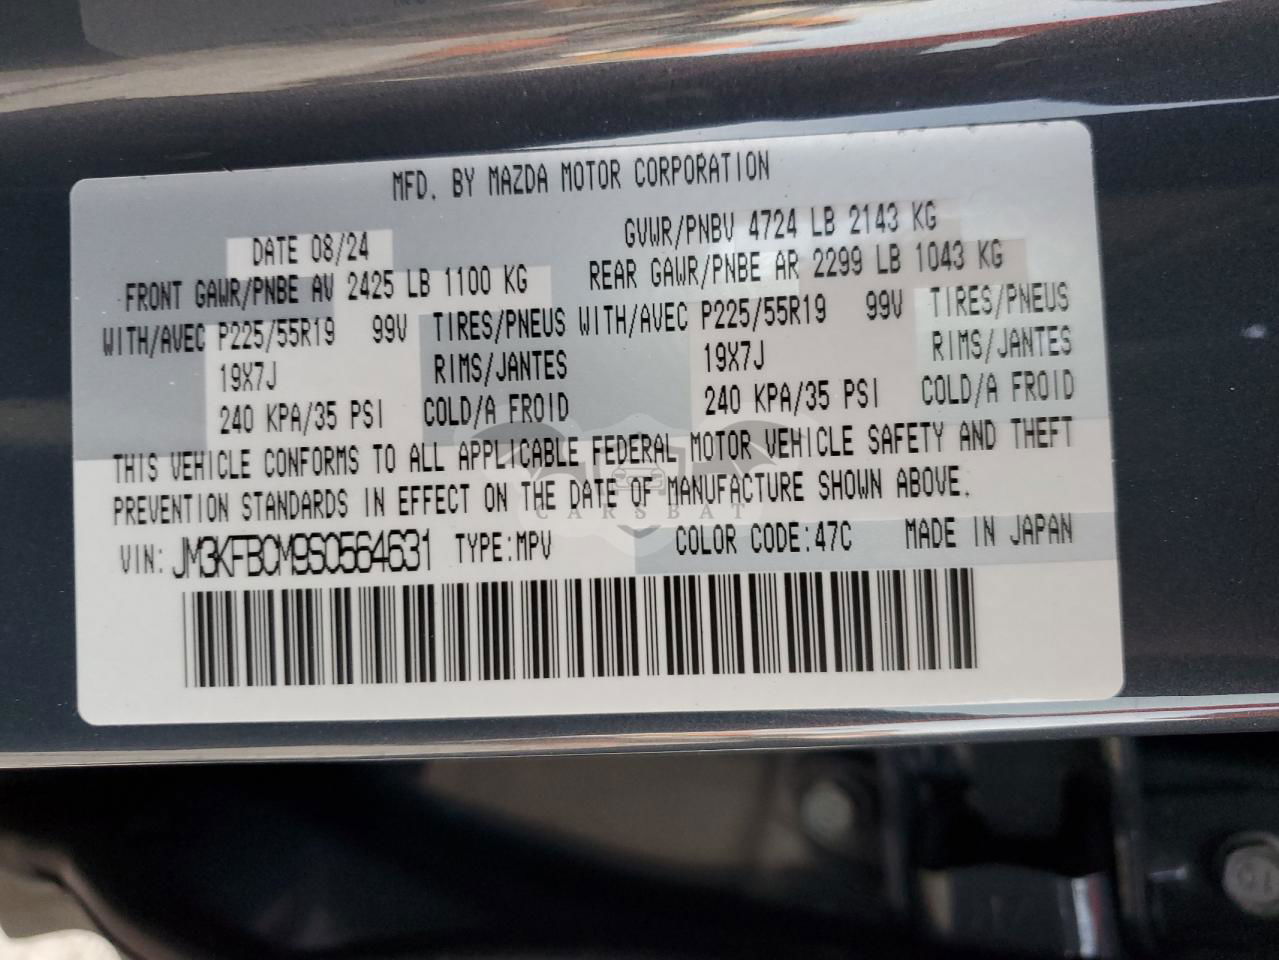 MFD. BY MAZDA MOTOR CORPORATION
DATE 08/24 GVWR/PNBV 4724 LB 2143 KG
FRONT GAWR/PNBE AV 2425 LB 1100 KG REAR GAWR/PNBE AR 2299 LB 1043 KG
WITH/AVEC P225/55R19 99V TIRES/PNEUS WITH/AVEC P225/55R19 99V TIRES/PNEUS
19X7J RIMS/JANTES 19X7J RIMS/JANTES
240 KPA/35 PSI COLD/A FROID 240 KPA/35 PSI COLD/A FROID
THIS VEHICLE CONFORMS TO ALL APPLICABLE FEDERAL MOTOR VEHICLE SAFETY AND THEFT
PREVENTION STANDARDS IN EFFECT ON THE DATE OF MANUFACTURE SHOWN ABOVE.
CARSBAT
VIN: JM3KFBCM9S0564631 TYPE:MPV COLOR CODE:47C MADE IN JAPAN